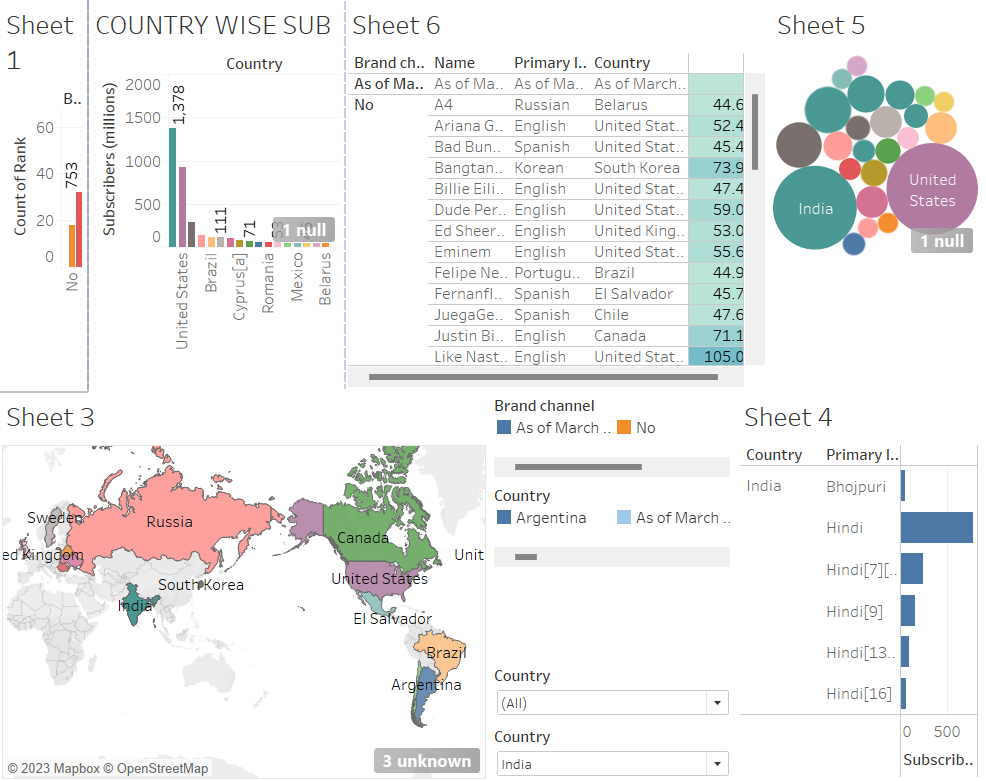 Sheet
1
B..
Count of Rank
60
40
20
0
753
No
COUNTRY WISE SUB
Country
Subscribers (millions)
2000
1500
1000
500
0
1,378
111
71
1 null
United States
Brazil
Cyprus[a]
Romania
Mexico
Belarus
Sheet 6
Brand ch.. Name Primary l.. Country
As of Ma.. As of Ma.. As of Ma.. As of March..
No A4 Russian Belarus 44.6
Ariana G.. English United Stat.. 52.4
Bad Bun.. Spanish United Stat.. 45.4
Bangtan.. Korean South Korea 73.9
Billie Eili.. English United Stat.. 47.4
Dude Per.. English United Stat.. 59.0
Ed Sheer.. English United King.. 53.0
Eminem English United Stat.. 55.6
Felipe Ne.. Portugu.. Brazil 44.9
Fernanfl.. Spanish El Salvador 45.7
JuegaGe.. Spanish Chile 47.6
Justin Bi.. English Canada 71.1
Like Nast.. English United Stat.. 105.0
Sheet 5
India
United
States
1 null
Sheet 3
Sweden
Russia
Canada
ed Kingdom
Unit
South Korea
United States
India
El Salvador
Brazil
Argentina
3 unknown
© 2023 Mapbox © OpenStreetMap
Brand channel
As of March .. No
Country
Argentina As of March ..
Country
(All)
Country
India
Sheet 4
Country Primary l..
India Bhojpuri
Hindi
Hindi[7][..
Hindi[9]
Hindi[13..
Hindi[16]
0 500
Subscrib..